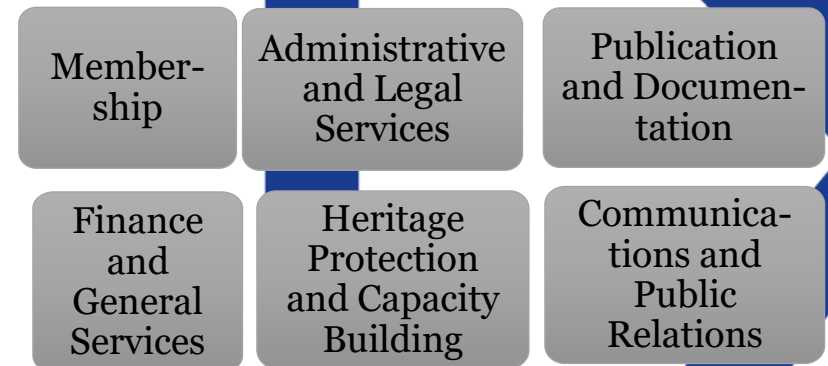 Member-
ship
Administrative
and Legal
Services
Publication
and Documen-
tation
Finance
and
General
Services
Heritage
Protection
and Capacity
Building
Communica-
tions and
Public
Relations